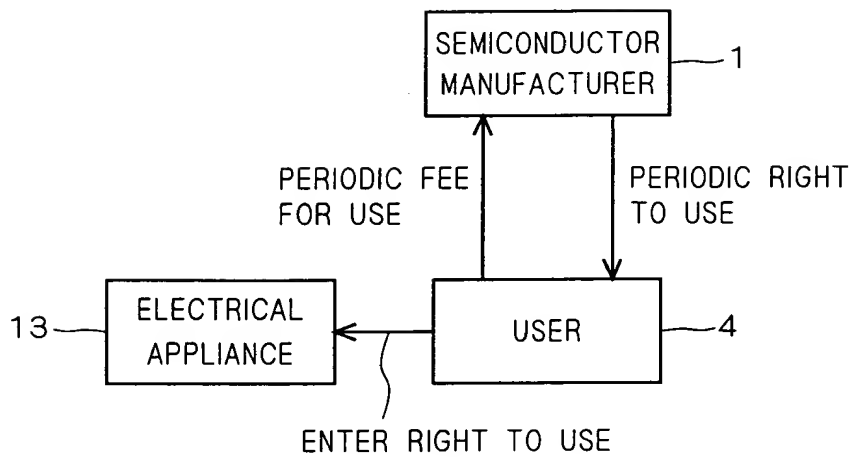 SEMICONDUCTOR
MANUFACTURER
1
PERIODIC FEE
FOR USE
PERIODIC RIGHT
TO USE
13
ELECTRICAL
APPLIANCE
USER
4
ENTER RIGHT TO USE